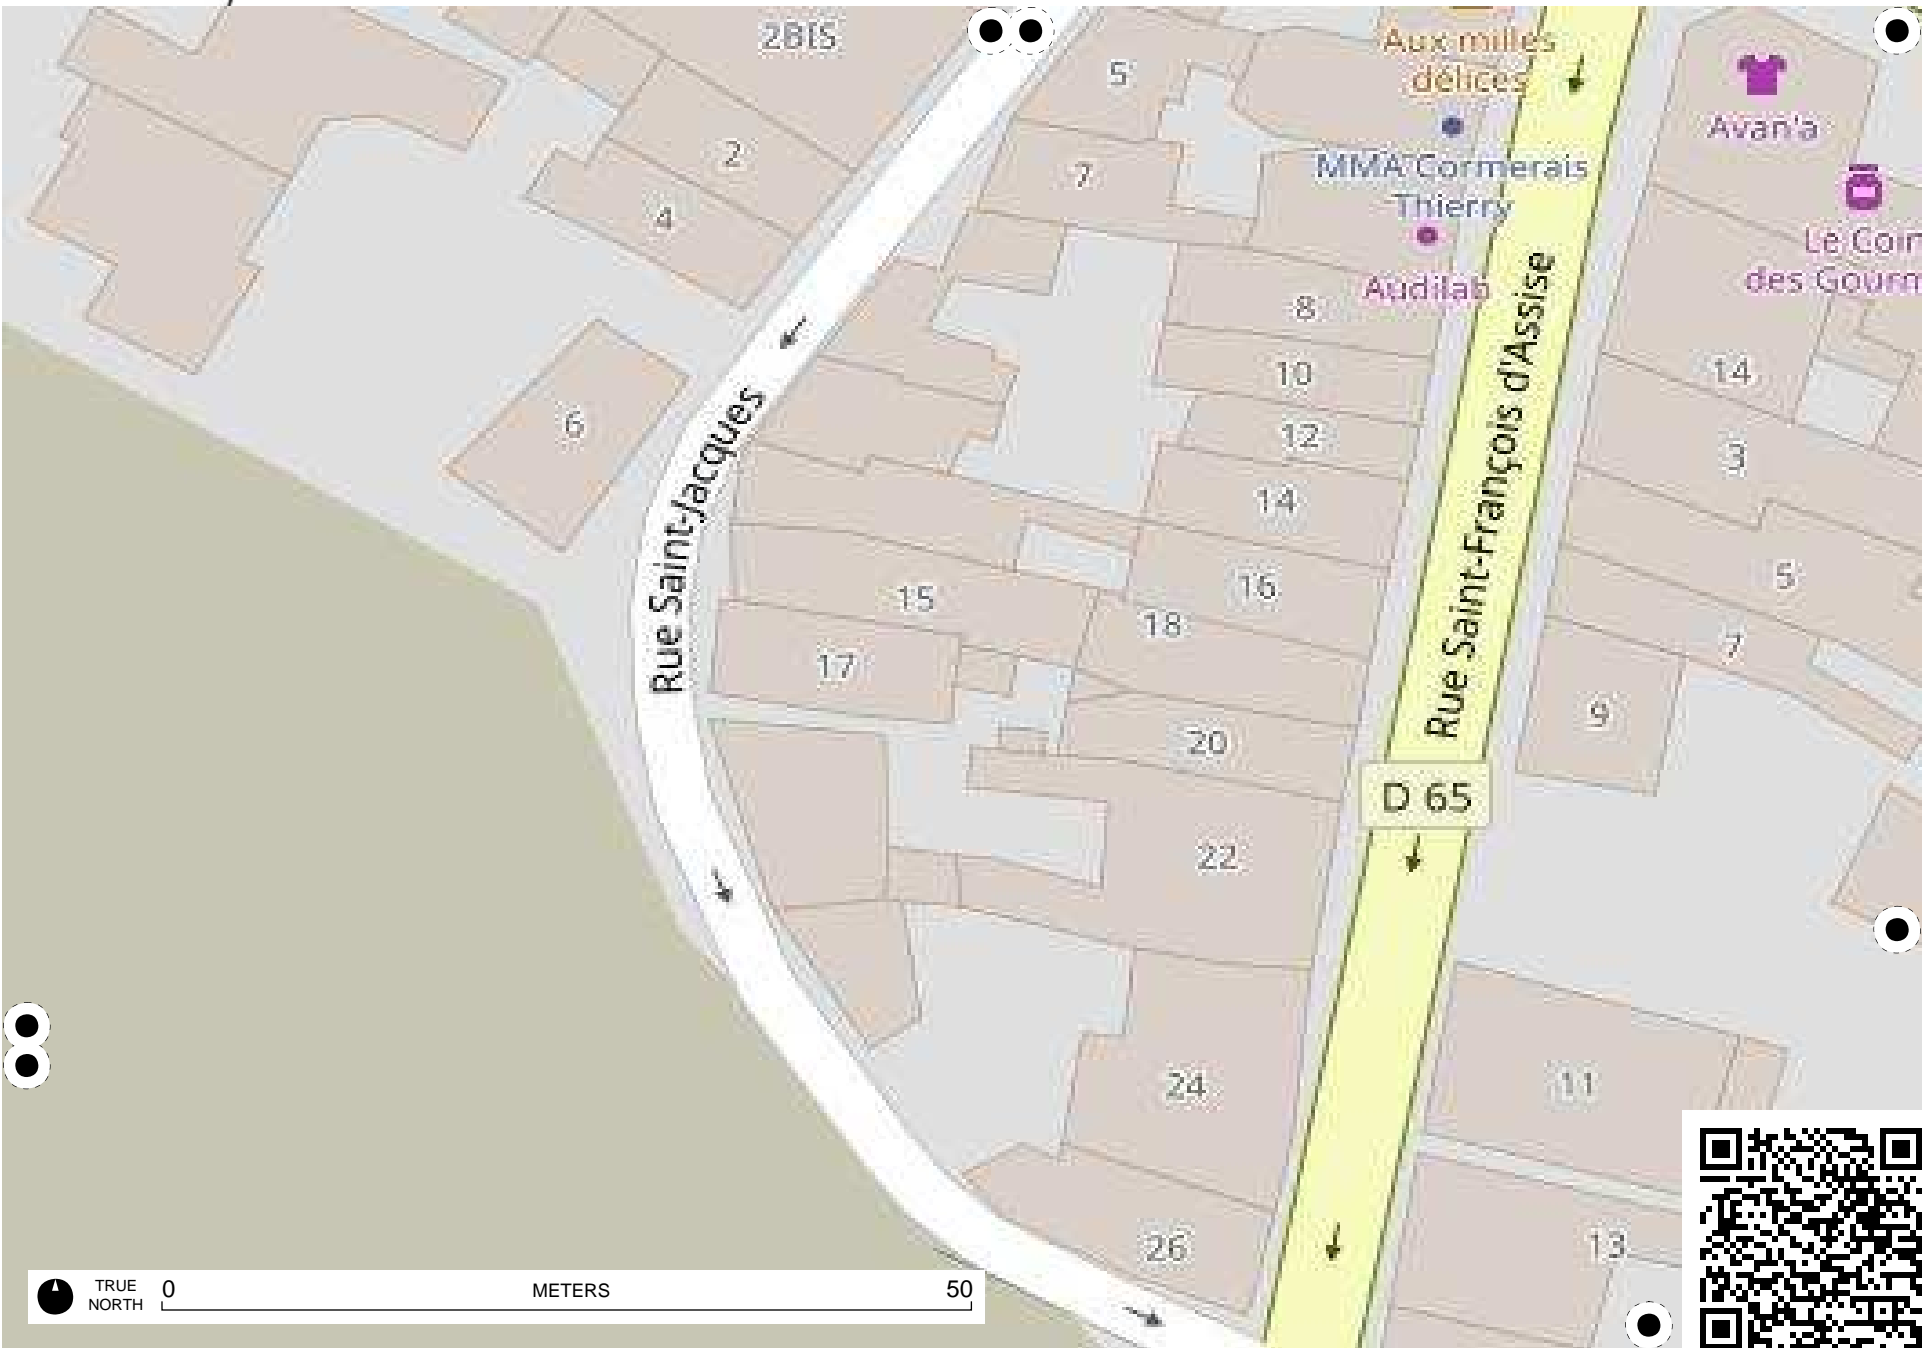 2BIS
5
Aux milles
délices
Avan'a
2
7
MMA Cormerais
Thierry
4
Le Coin
des Gourm
Audilab
8
10
14
6
12
3
14
Rue Saint-Jacques
Rue Saint-François d'Assise
16
5
15
18
7
17
9
20
D 65
22
24
11
26
13
TRUE
NORTH
0
METERS
50